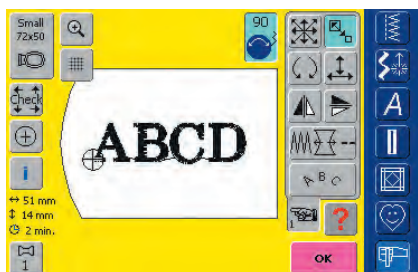 Small
72x50
90
Check
ABCD
i
51 mm
14 mm
2 min.
1
A B C
1
?
OK
A